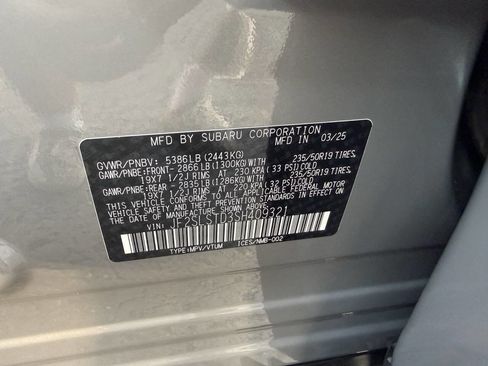 MFD BY SUBARU CORPORATION MADE IN JAPAN 03/25
GVWR/PNBV: 5386LB(2443KG)
GAWR/PNBE:FRONT- 2866LB(1300KG)WITH 235/50R19 TIRES,
19X7 1/2J RIMS AT 230 KPA(33 PSI)COLD
GAWR/PNBE:REAR - 2835LB(1286KG)WITH 235/50R19 TIRES,
19X7 1/2J RIMS AT 220 KPA(32 PSI)COLD
THIS VEHICLE CONFORMS TO ALL APPLICABLE FEDERAL MOTOR
VEHICLE SAFETY AND THEFT PREVENTION STANDARDS IN EFFECT
ON THE DATE OF MANUFACTURE SHOWN ABOVE.
VIN: SH409321
TYPE:MPV/VTUM ICES/NMB-002